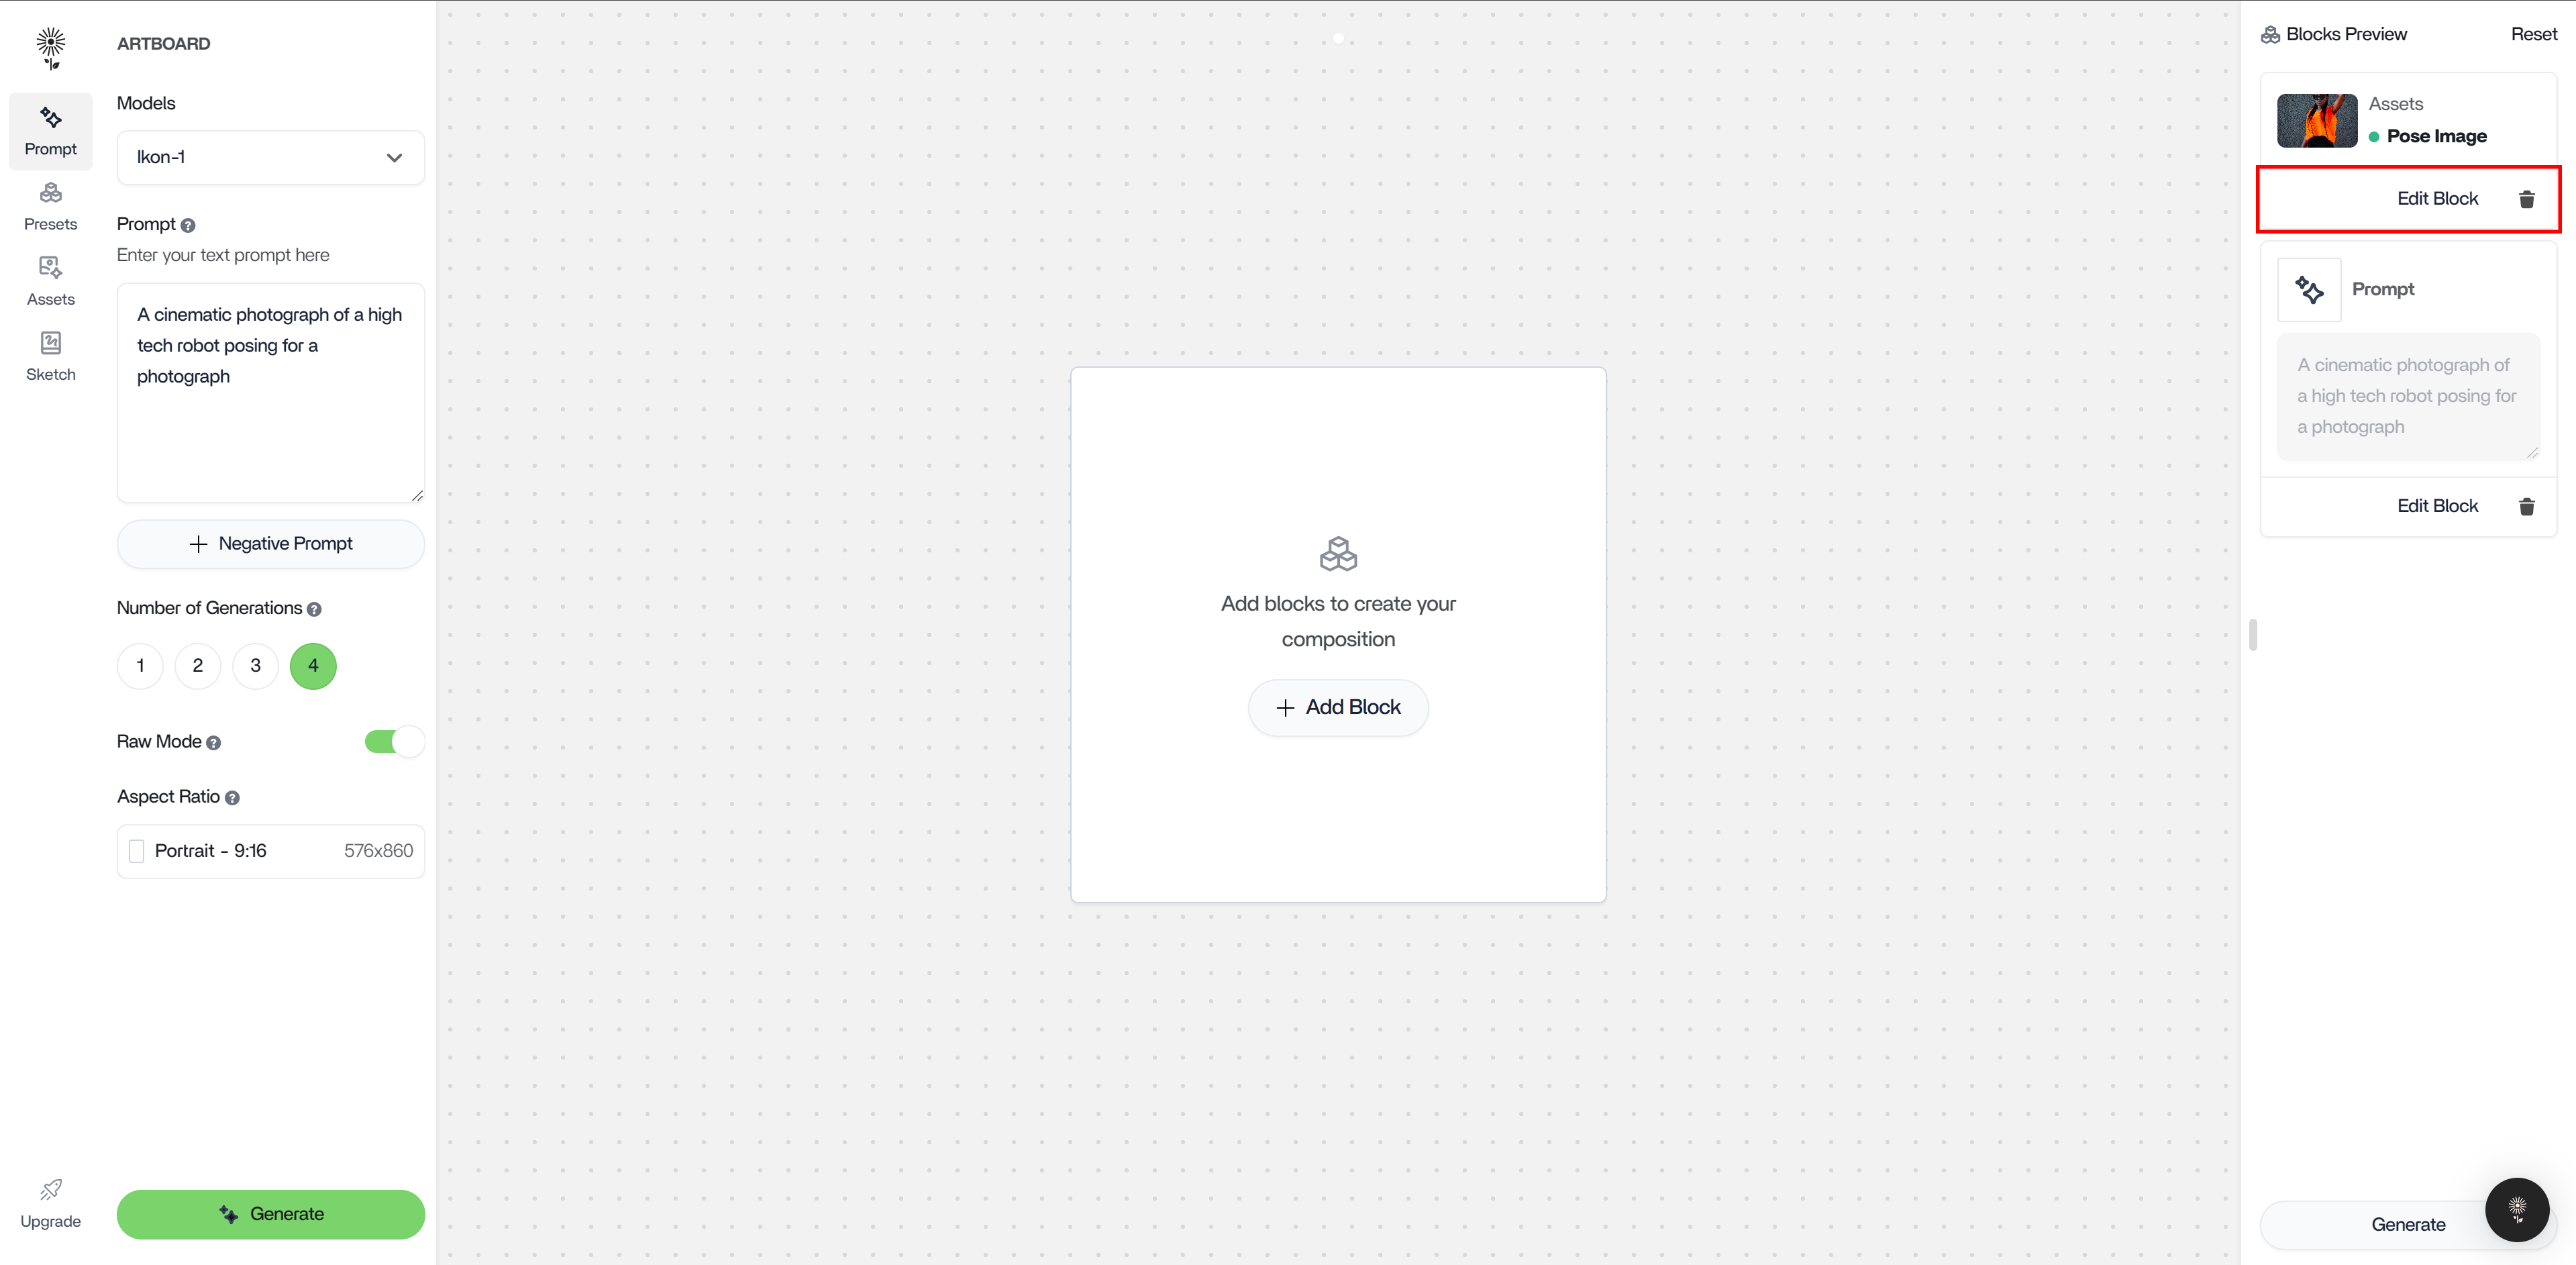 ARTBOARD
Prompt
Presets
Assets
Sketch
Upgrade
Models
Ikon-1
Prompt ?
Enter your text prompt here
A cinematic photograph of a high
tech robot posing for a
photograph
Negative Prompt
Number of Generations ?
1 2 3 4
Raw Mode ?
Aspect Ratio ?
Portrait - 9:16 576x860
Generate
Add blocks to create your
composition
Add Block
Blocks Preview Reset
Assets
Pose Image
Edit Block
Prompt
A cinematic photograph of
a high tech robot posing for
a photograph
Edit Block
Generate